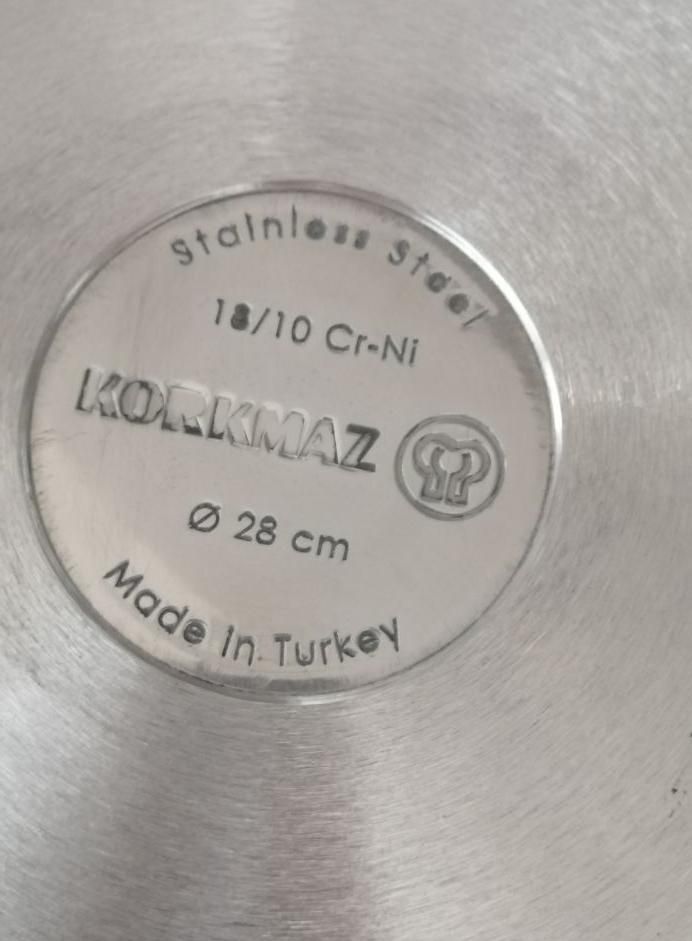 Stainless Steel
18/10 Cr-Ni
KORKMAZ
Ø 28 cm
Made in Turkey